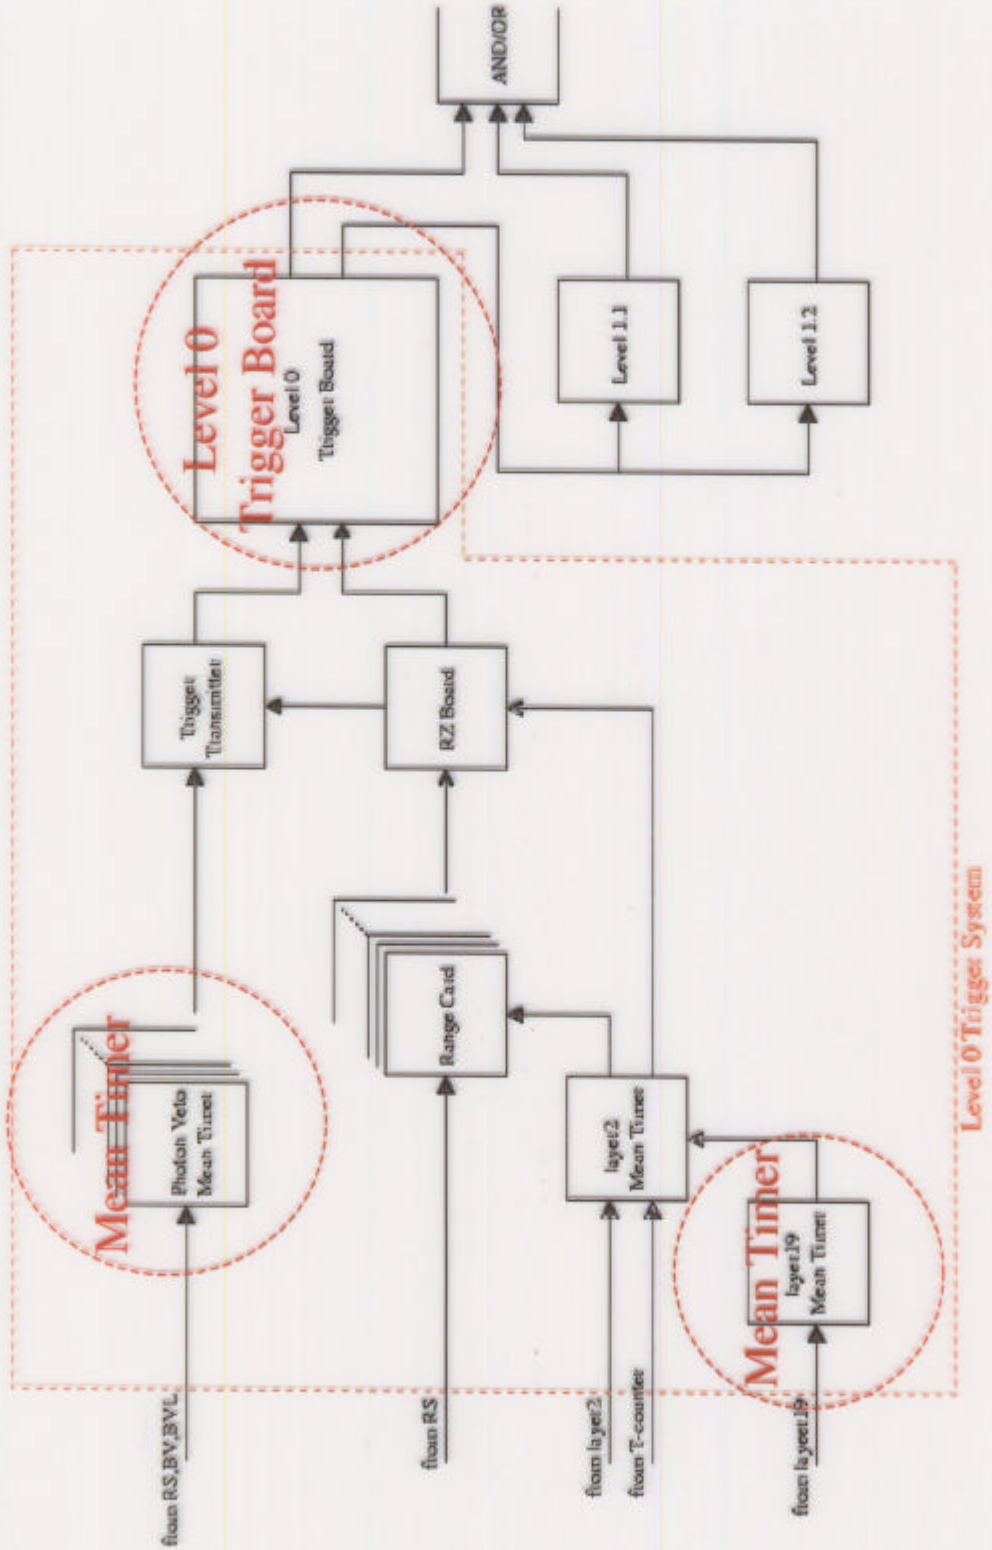 from RS,BV,BVL
from RS
from layer2
from T-counter
from layer19
Mean Timer
Photon Veto
Mean Timer
Range Card
layer2
Mean Timer
Mean Timer
layer19
Mean Timer
Trigger
Transmitter
RZ Board
Level 0
Trigger Board
Level 0
Trigger Board
Level 1.1
Level 1.2
AND/OR
Level 0 Trigger System